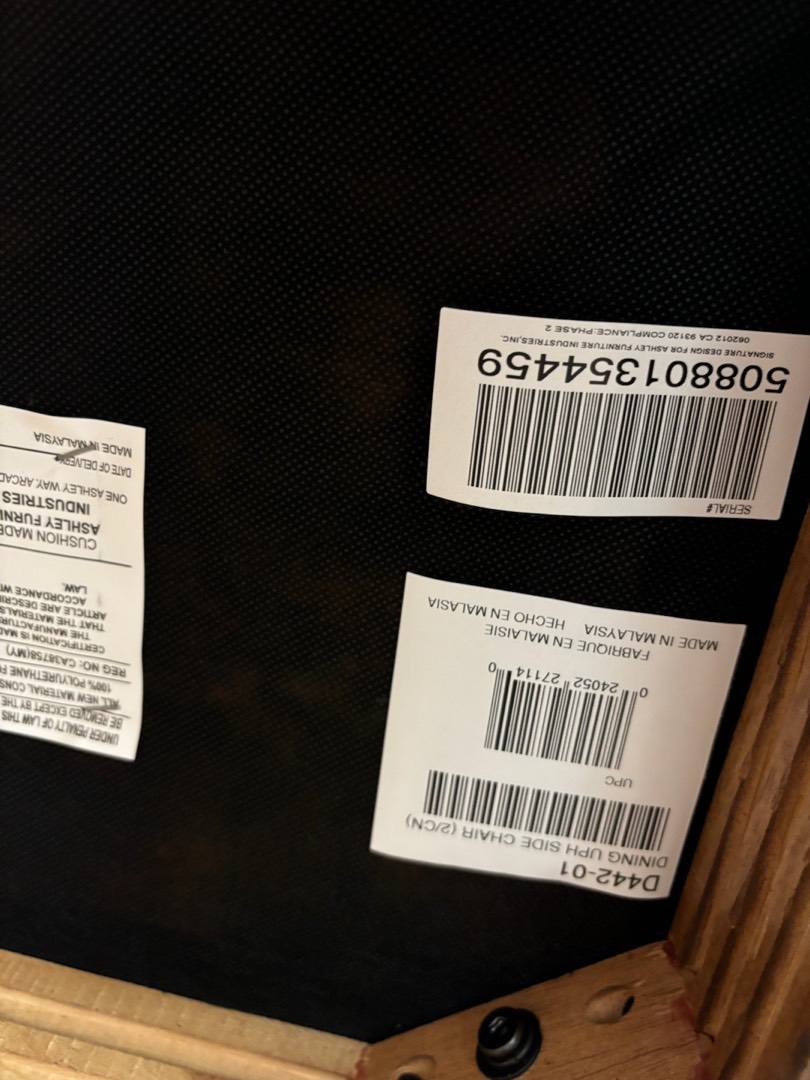 D442-01
DINING UPH SIDE CHAIR (2/CN)
UPC
0 24052 27114 0
FABRIQUE EN MALAISIE
MADE IN MALAYSIA HECHO EN MALASIA
SERIAL#
508801354459
SIGNATURE DESIGN FOR ASHLEY FURNITURE INDUSTRIES,INC.
062012 CA 93120 COMPLIANCE:PHASE 2
UNDER PENALTY OF LAW THIS
BE REMOVED EXCEPT BY THE
ALL NEW MATERIAL CONS
100% POLYURETHANE
REG NO: CA38758(MY)
CERTIFICATION IS MAD
THE MANUFACTUR
THAT THE MATERIALS
ARTICLE ARE DESCRI
ACCORDANCE WI
LAW.
CUSHION MADE
ASHLEY FURNI
INDUSTRIES
ONE ASHLEY WAY, ARCAD
DATE OF DELIVERY
MADE IN MALAYSIA